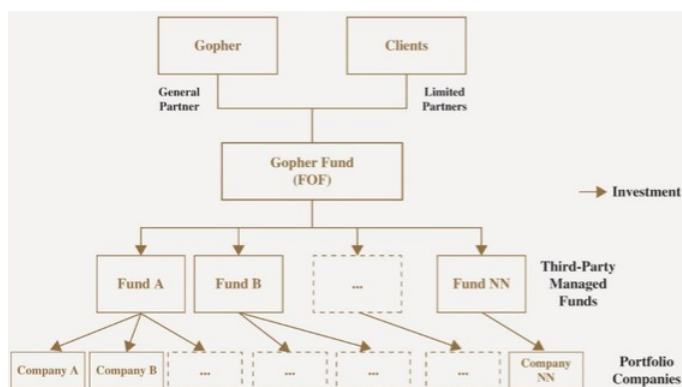 Gopher
Clients
General
Partner
Limited
Partners
Gopher Fund
(FOF)
Investment
Fund A
Fund B
...
Fund NN
Third-Party
Managed
Funds
Company A
Company B
...
...
...
...
Company
NN
Portfolio
Companies